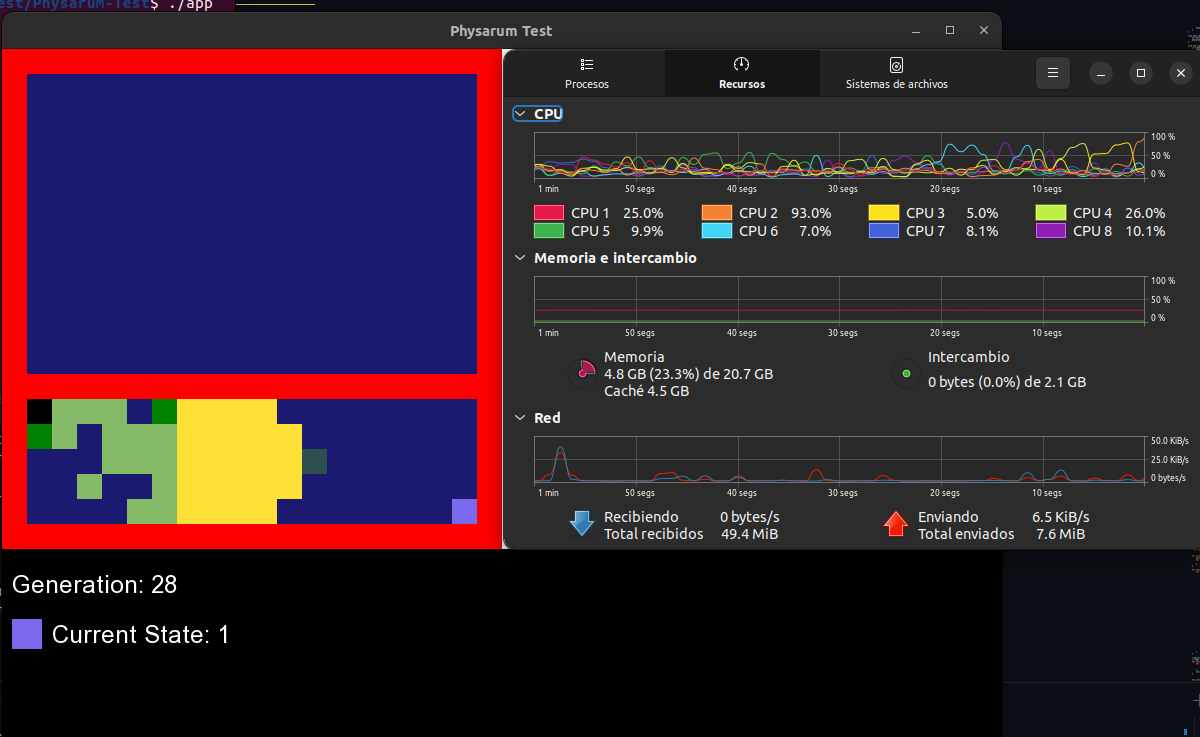 est/Physarum-Test$ ./app
Physarum Test
Procesos
Recursos
Sistemas de archivos
CPU
100 %
50 %
0 %
1 min 50 segs 40 segs 30 segs 20 segs 10 segs
CPU 1 25.0% CPU 2 93.0% CPU 3 5.0% CPU 4 26.0%
CPU 5 9.9% CPU 6 7.0% CPU 7 8.1% CPU 8 10.1%
Memoria e intercambio
100 %
50 %
0 %
1 min 50 segs 40 segs 30 segs 20 segs 10 segs
Memoria
4.8 GB (23.3%) de 20.7 GB
Caché 4.5 GB
Intercambio
0 bytes (0.0%) de 2.1 GB
Red
50.0 KiB/s
25.0 KiB/s
0 bytes/s
1 min 50 segs 40 segs 30 segs 20 segs 10 segs
Recibiendo 0 bytes/s
Total recibidos 49.4 MiB
Enviando 6.5 KiB/s
Total enviados 7.6 MiB
Generation: 28
Current State: 1